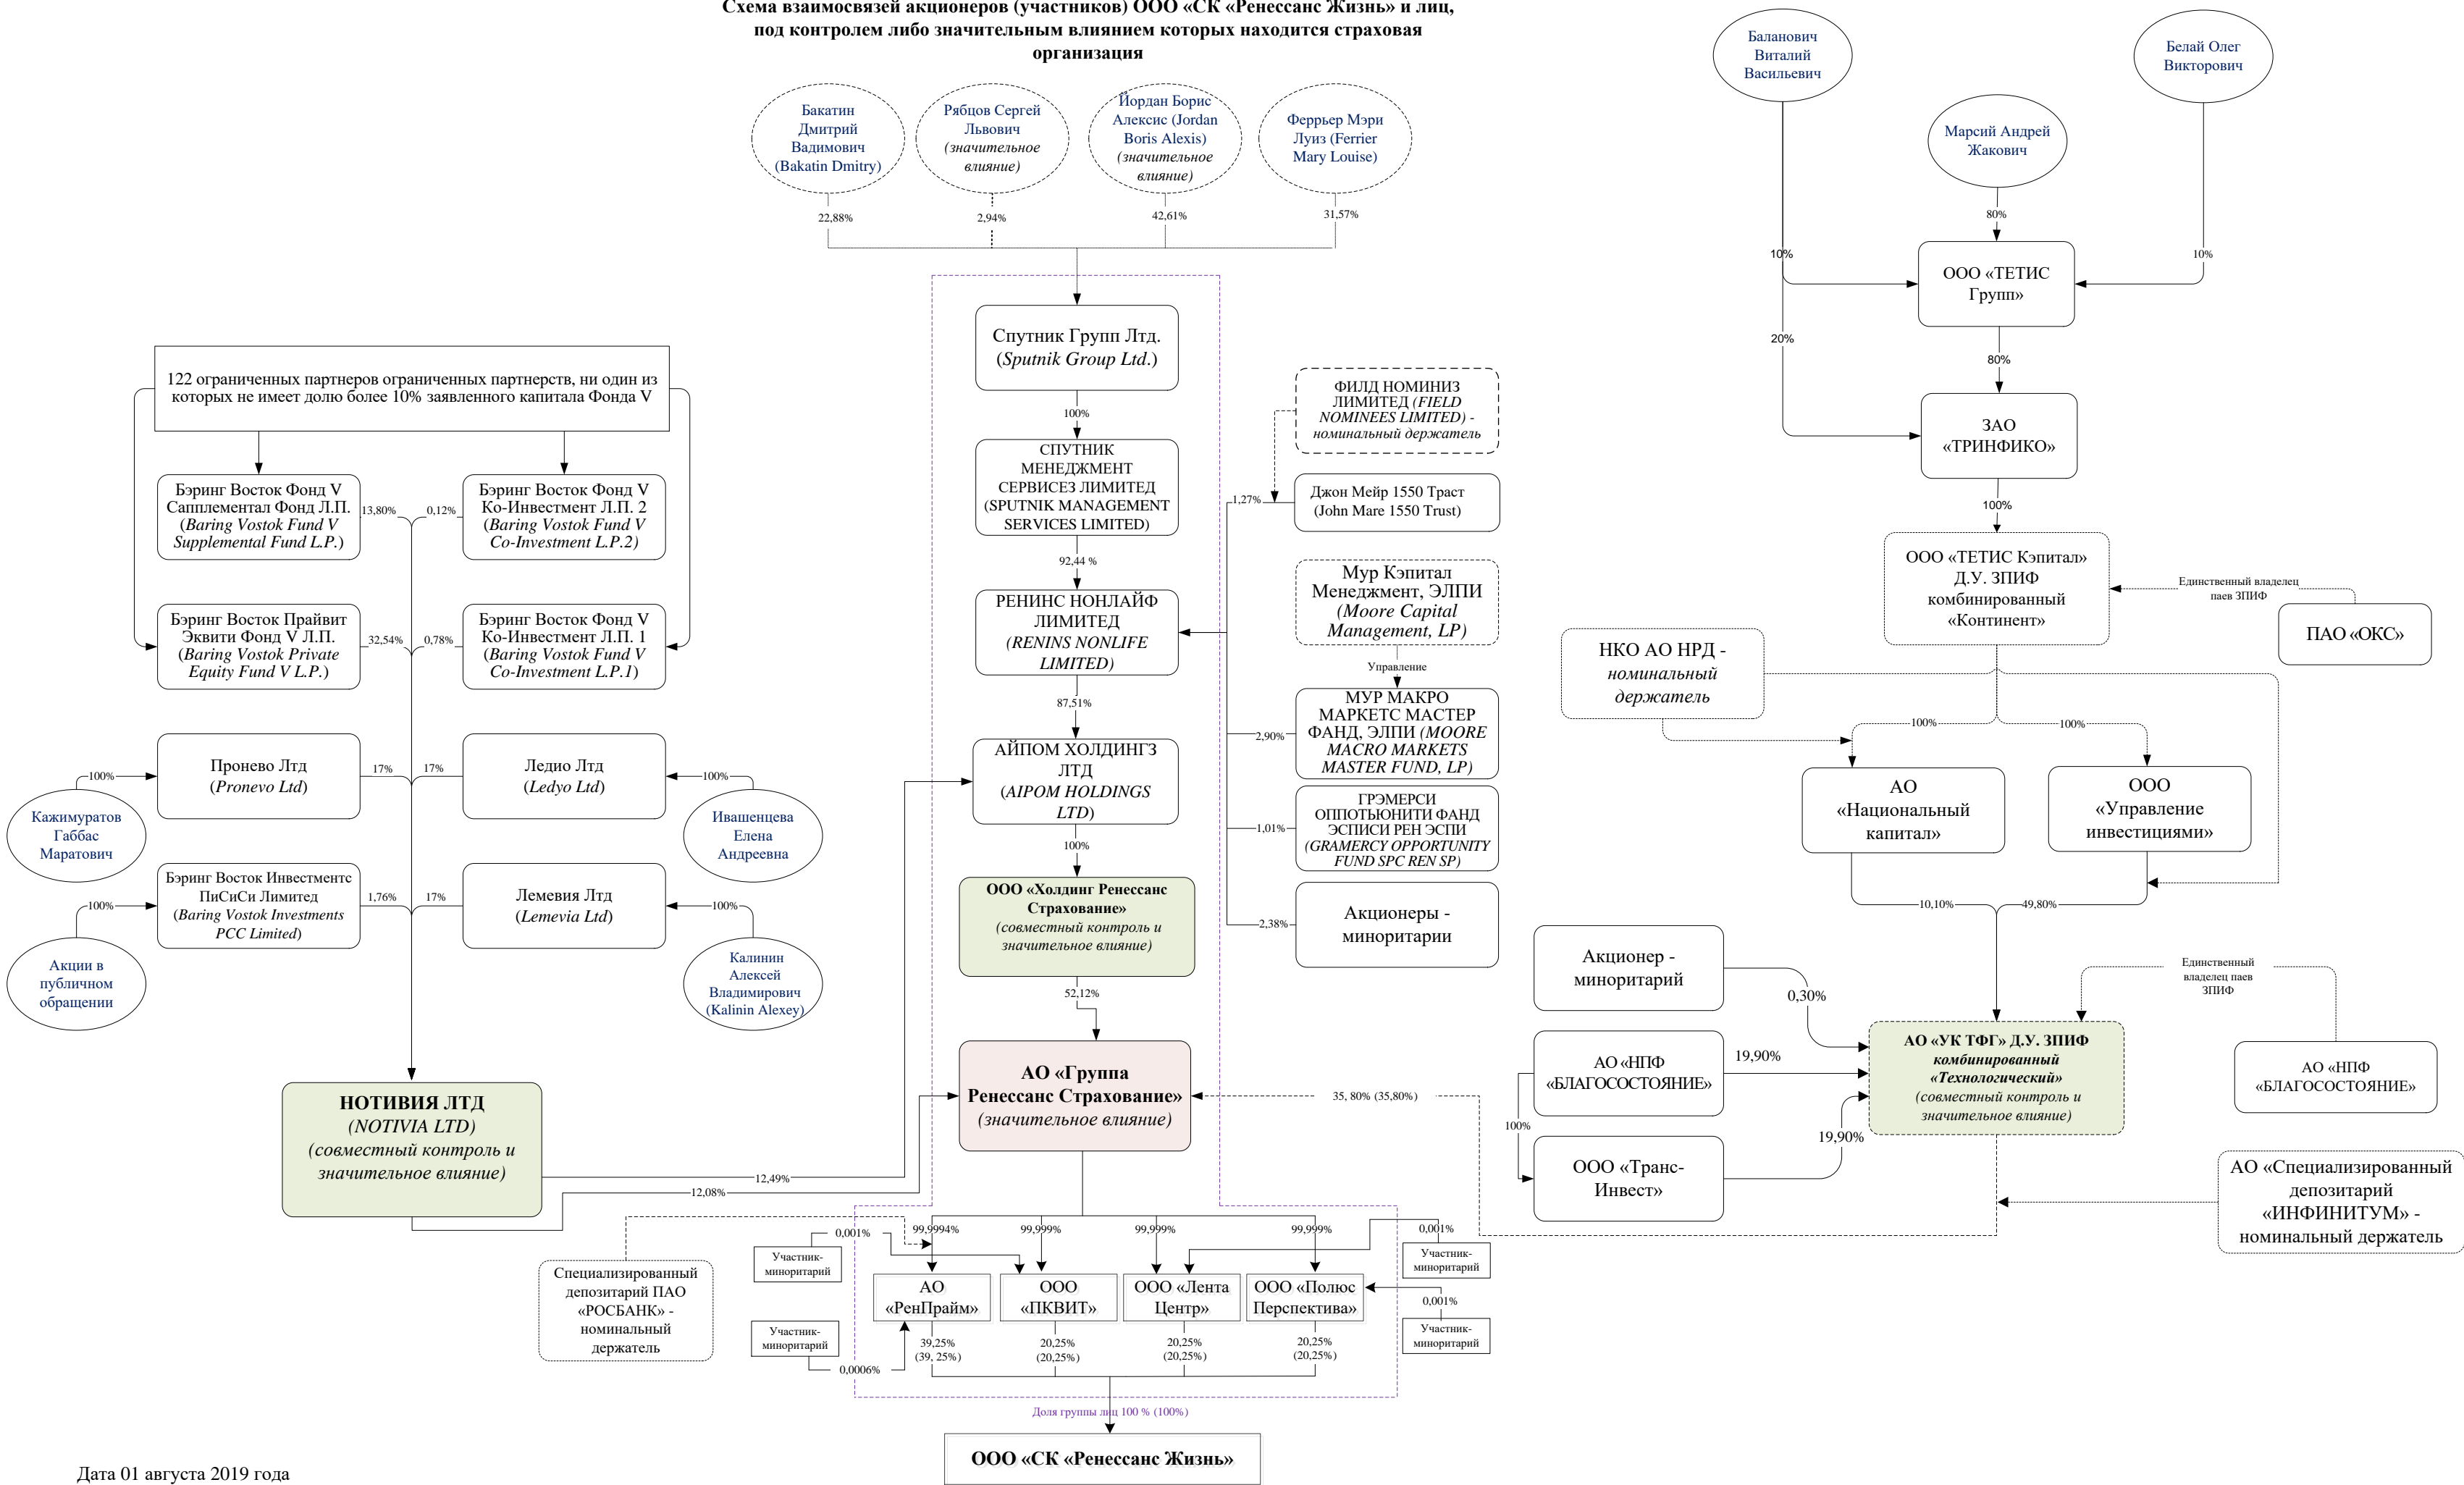 Схема взаимосвязей акционеров (участников) ООО «СК «Ренессанс Жизнь» и лиц,
под контролем либо значительным влиянием которых находится страховая
организация
Бакатин
Дмитрий
Вадимович
(Bakatin Dmitry)
Рябцов Сергей
Львович
(значительное
влияние)
Йордан Борис
Алексис (Jordan
Boris Alexis)
(значительное
влияние)
Феррьер Мэри
Луиз (Ferrier
Mary Louise)
22,88%
2,94%
42,61%
31,57%
Спутник Групп Лтд.
(Sputnik Group Ltd.)
100%
СПУТНИК
МЕНЕДЖМЕНТ
СЕРВИСЕЗ ЛИМИТЕД
(SPUTNIK MANAGEMENT
SERVICES LIMITED)
92,44 %
РЕНИНС НОНЛАЙФ
ЛИМИТЕД
(RENINS NONLIFE
LIMITED)
87,51%
АЙПОМ ХОЛДИНГЗ
ЛТД
(AIPOM HOLDINGS
LTD)
100%
ООО «Холдинг Ренессанс
Страхование»
(совместный контроль и
значительное влияние)
52,12%
АО «Группа
Ренессанс Страхование»
(значительное влияние)
122 ограниченных партнеров ограниченных партнерств, ни один из
которых не имеет долю более 10% заявленного капитала Фонда V
Бэринг Восток Фонд V
Сапплементал Фонд Л.П.
(Baring Vostok Fund V
Supplemental Fund L.P.)
13,80%
0,12%
Бэринг Восток Фонд V
Ко-Инвестмент Л.П. 2
(Baring Vostok Fund V
Co-Investment L.P.2)
Бэринг Восток Прайвит
Эквити Фонд V Л.П.
(Baring Vostok Private
Equity Fund V L.P.)
32,54%
0,78%
Бэринг Восток Фонд V
Ко-Инвестмент Л.П. 1
(Baring Vostok Fund V
Co-Investment L.P.1)
100%
Пронево Лтд
(Pronevo Ltd)
17%
17%
Ледио Лтд
(Ledyo Ltd)
100%
Кажимуратов
Габбас
Маратович
Ивашенцева
Елена
Андреевна
100%
Бэринг Восток Инвестментс
ПиСиСи Лимитед
(Baring Vostok Investments
PCC Limited)
1,76%
17%
Лемевия Лтд
(Lemevia Ltd)
100%
Акции в
публичном
обращении
Калинин
Алексей
Владимирович
(Kalinin Alexey)
НОТИВИЯ ЛТД
(NOTIVIA LTD)
(совместный контроль и
значительное влияние)
12,49%
12,08%
ФИЛД НОМИНИЗ
ЛИМИТЕД (FIELD
NOMINEES LIMITED) -
номинальный держатель
1,27%
Джон Мейр 1550 Траст
(John Mare 1550 Trust)
Мур Кэпитал
Менеджмент, ЭЛПИ
(Moore Capital
Management, LP)
Управление
2,90%
МУР МАКРО
МАРКЕТС МАСТЕР
ФАНД, ЭЛПИ (MOORE
MACRO MARKETS
MASTER FUND, LP)
1,01%
ГРЭМЕРСИ
ОППОТЬЮНИТИ ФАНД
ЭСПИСИ РЕН ЭСПИ
(GRAMERCY OPPORTUNITY
FUND SPC REN SP)
2,38%
Акционеры -
миноритарии
Баланович
Виталий
Васильевич
Марсий Андрей
Жакович
Белай Олег
Викторович
80%
10%
10%
ООО «ТЕТИС
Групп»
20%
80%
ЗАО
«ТРИНФИКО»
100%
ООО «ТЕТИС Кэпитал»
Д.У. ЗПИФ
комбинированный
«Континент»
Единственный владелец
паев ЗПИФ
ПАО «ОКС»
НКО АО НРД -
номинальный
держатель
100%
100%
АО
«Национальный
капитал»
ООО
«Управление
инвестициями»
10,10%
49,80%
Акционер -
миноритарий
0,30%
Единственный
владелец паев
ЗПИФ
АО «НПФ
«БЛАГОСОСТОЯНИЕ»
19,90%
АО «УК ТФГ» Д.У. ЗПИФ
комбинированный
«Технологический»
(совместный контроль и
значительное влияние)
АО «НПФ
«БЛАГОСОСТОЯНИЕ»
35, 80% (35,80%)
100%
19,90%
ООО «Транс-
Инвест»
АО «Специализированный
депозитарий
«ИНФИНИТУМ» -
номинальный держатель
99,9994%
99,999%
99,999%
99,999%
0,001%
0,001%
Участник-
миноритарий
Участник-
миноритарий
Специализированный
депозитарий ПАО
«РОСБАНК» -
номинальный
держатель
АО
«РенПрайм»
ООО
«ПКВИТ»
ООО «Лента
Центр»
ООО «Полюс
Перспектива»
0,001%
Участник-
миноритарий
Участник-
миноритарий
0,0006%
39,25%
(39, 25%)
20,25%
(20,25%)
20,25%
(20,25%)
20,25%
(20,25%)
Доля группы лиц 100 % (100%)
ООО «СК «Ренессанс Жизнь»
Дата 01 августа 2019 года